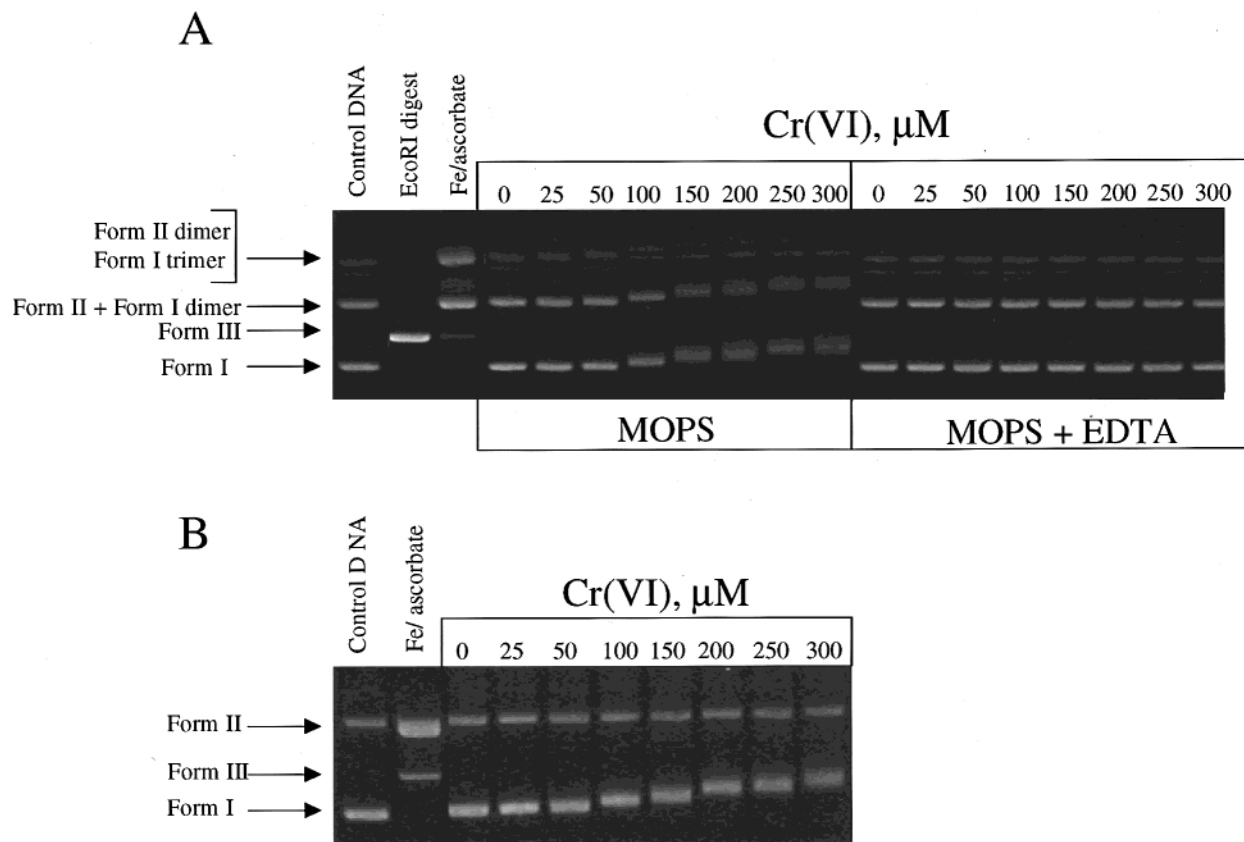 A
Control DNA
EcoRI digest
Fe/ascorbate
Cr(VI), μM
0 25 50 100 150 200 250 300
0 25 50 100 150 200 250 300
Form II dimer
Form I trimer
Form II + Form I dimer
Form III
Form I
MOPS
MOPS + EDTA
B
Control D NA
Fe/ ascorbate
Cr(VI), μM
0 25 50 100 150 200 250 300
Form II
Form III
Form I